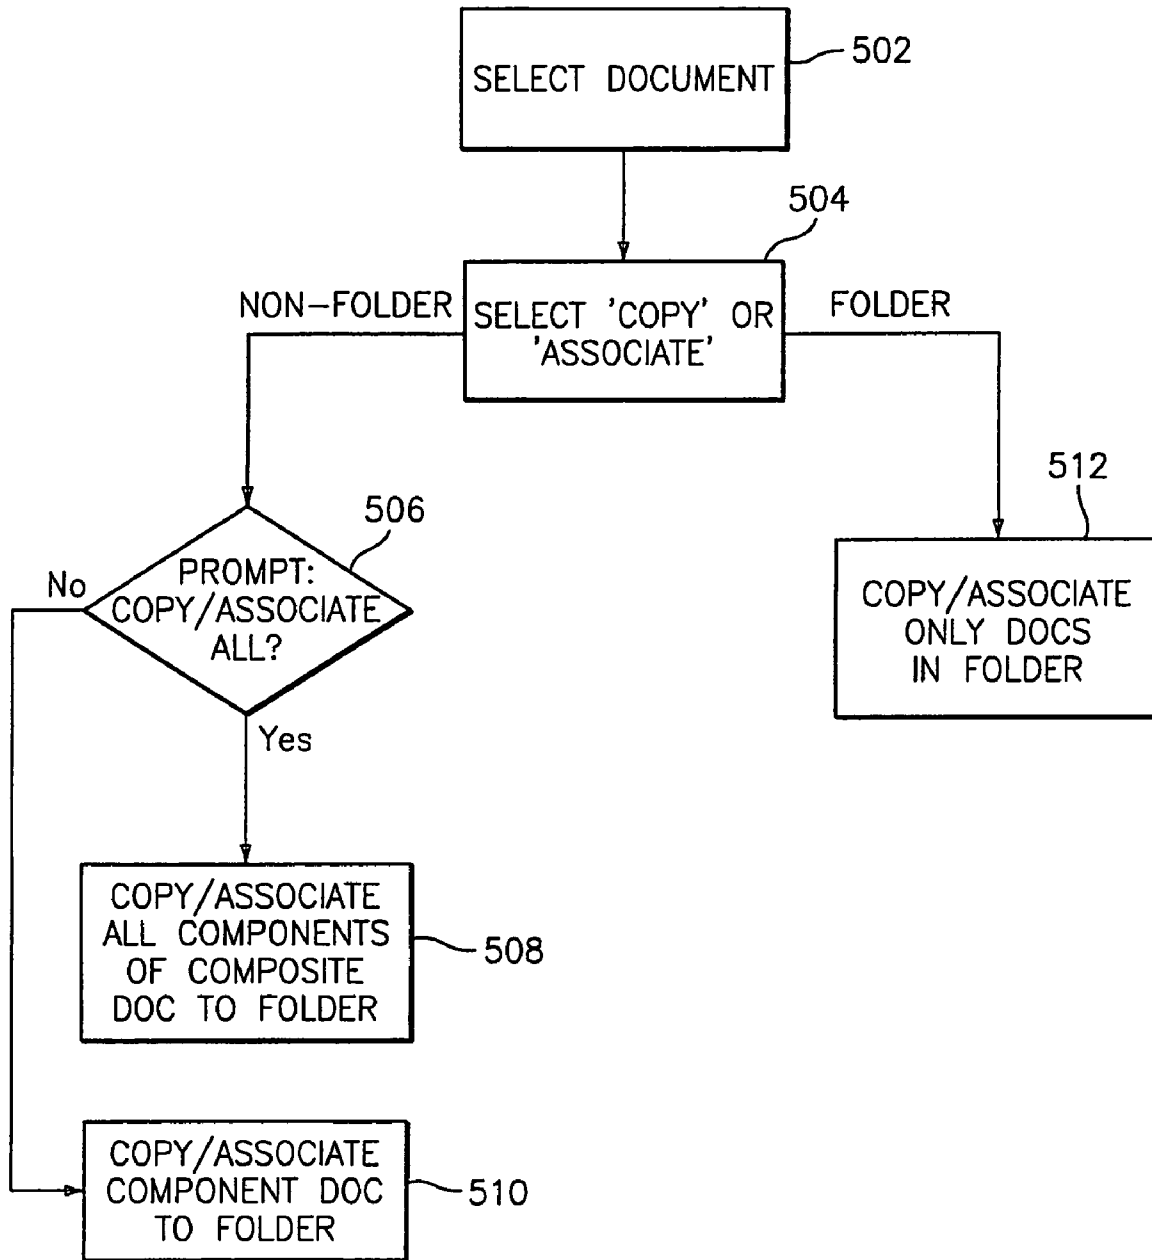 SELECT DOCUMENT
502
504
NON-FOLDER
SELECT 'COPY' OR
'ASSOCIATE'
FOLDER
506
No
PROMPT:
COPY/ASSOCIATE
ALL?
Yes
512
COPY/ASSOCIATE
ONLY DOCS
IN FOLDER
COPY/ASSOCIATE
ALL COMPONENTS
OF COMPOSITE
DOC TO FOLDER
508
COPY/ASSOCIATE
COMPONENT DOC
TO FOLDER
510